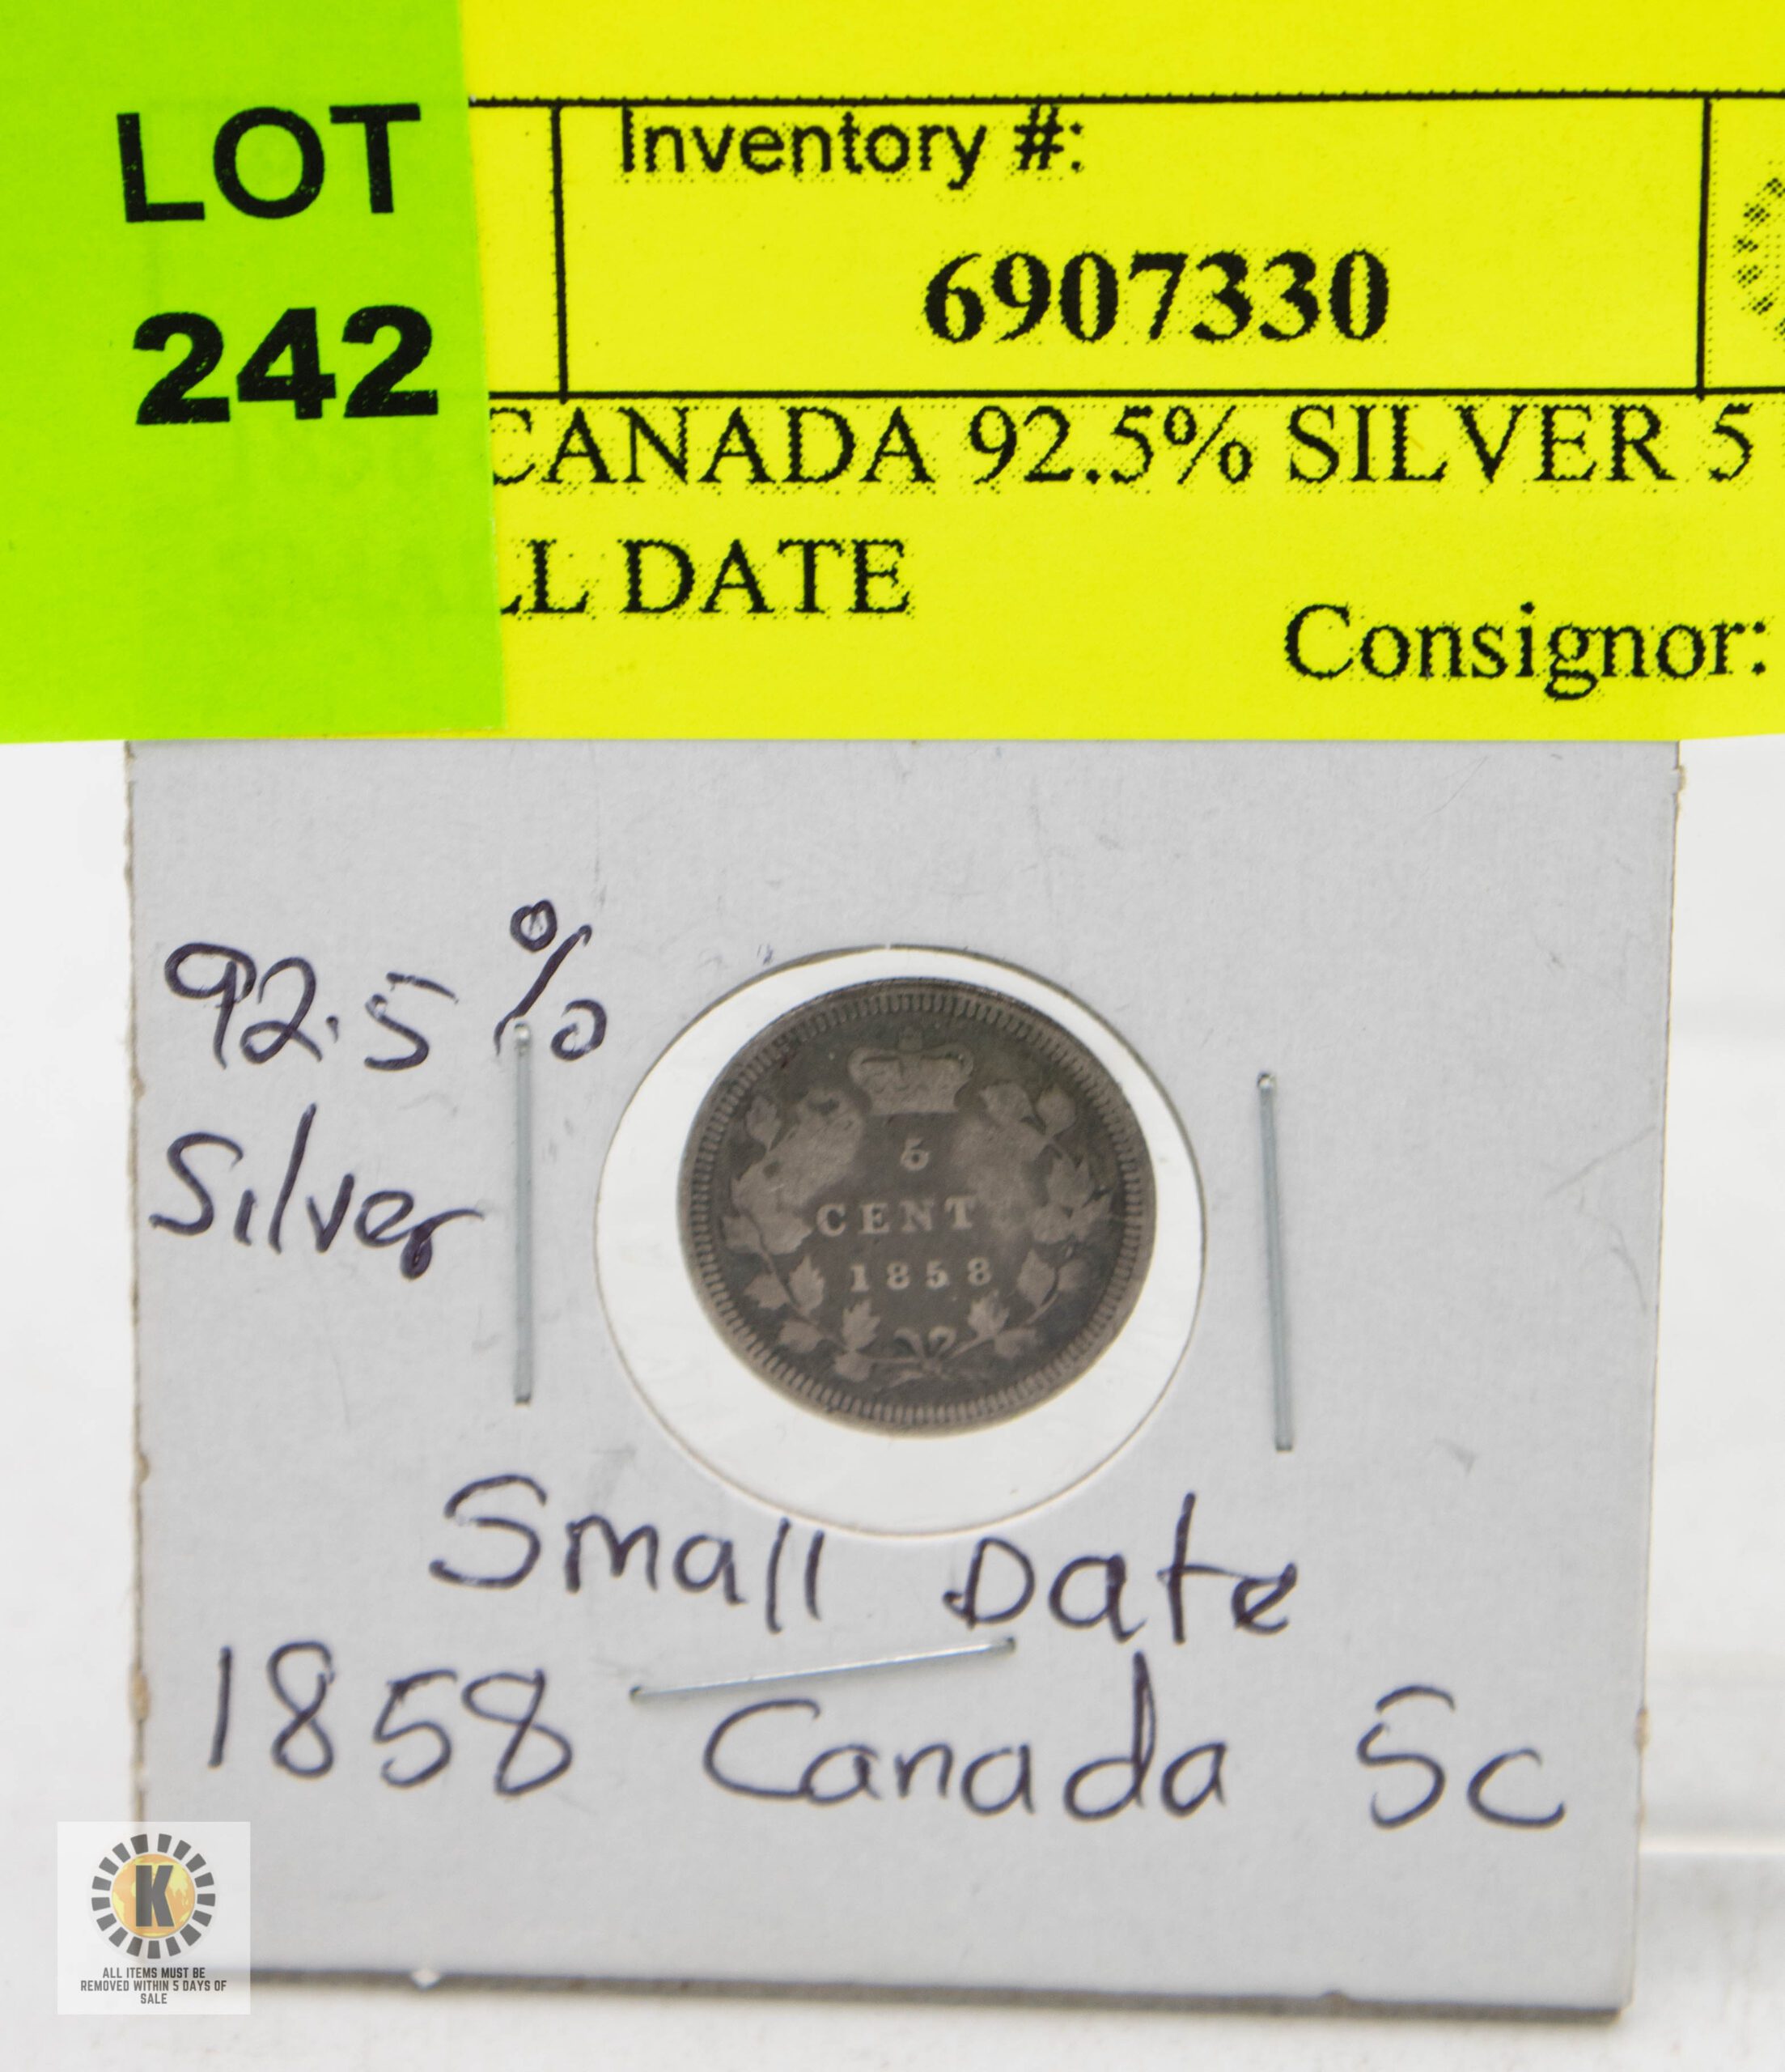 LOT
242
Inventory #:
6907330
CANADA 92.5% SILVER 5
LL DATE
Consignor:
92.5%
Silver
5
CENT
1858
Small Date
1858 Canada 5c
K
ALL ITEMS MUST BE
REMOVED WITHIN 5 DAYS OF
SALE